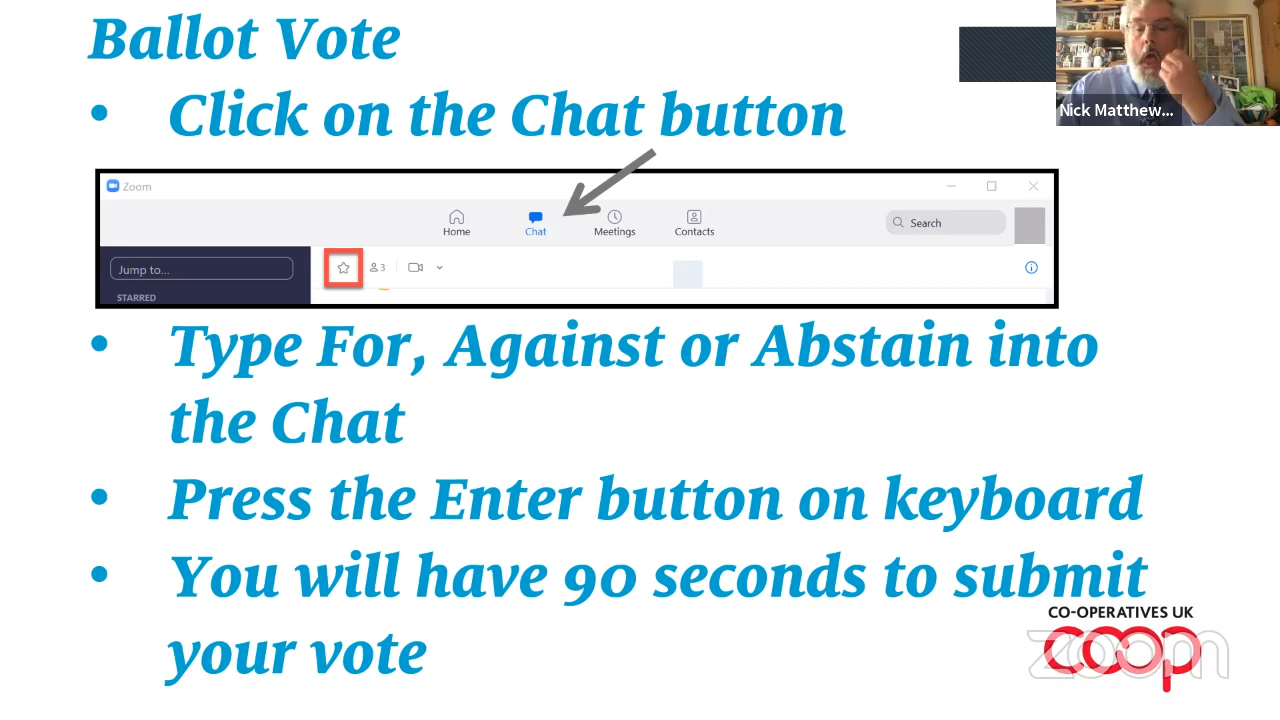 Ballot Vote
• Click on the Chat button
Nick Matthew...
Zoom
Home
Chat
Meetings
Contacts
Search
Jump to...
3
STARRED
• Type For, Against or Abstain into
the Chat
• Press the Enter button on keyboard
• You will have 90 seconds to submit
your vote
CO-OPERATIVES UK
coop
zoom